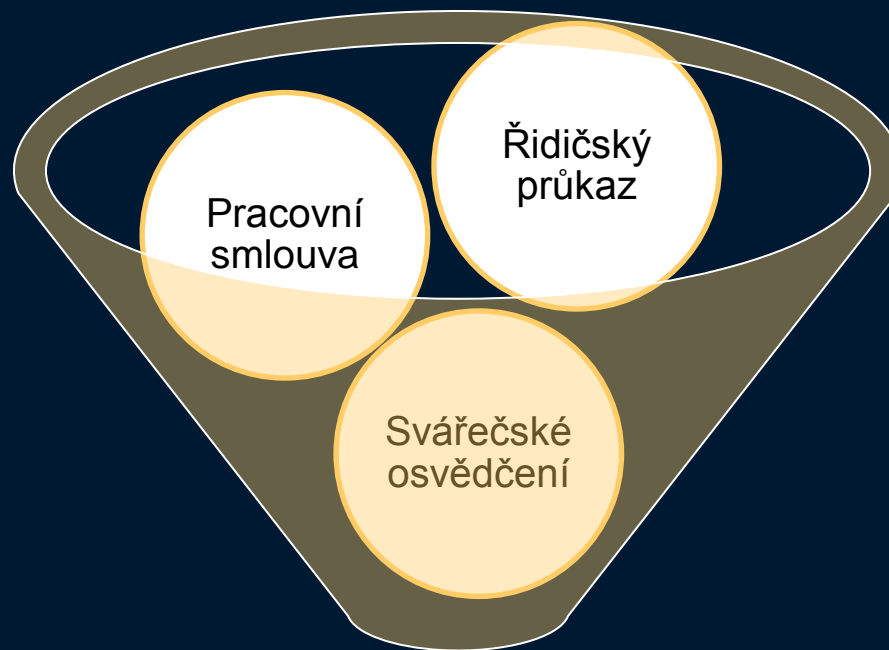 Řidičský
průkaz
Pracovní
smlouva
Svářečské
osvědčení